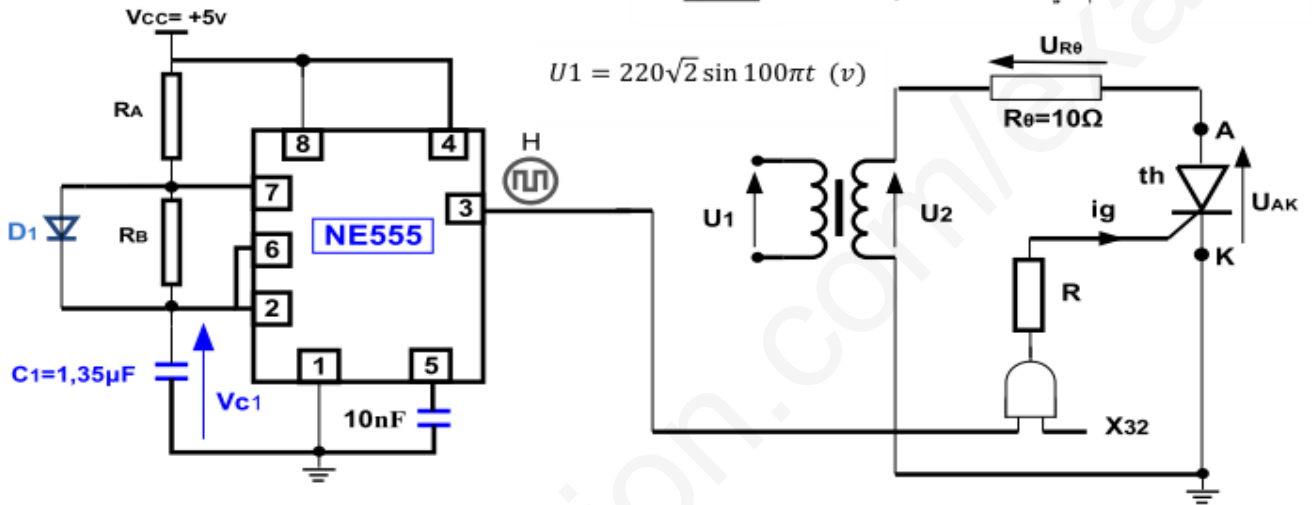 Vcc= +5v
U1 = 220√2 sin 100πt (v)
URθ
RA
Rθ=10Ω
8
4
H
A
7
3
th
D1
RB
NE555
U1
U2
ig
UAK
6
K
2
R
C1=1,35µF
Vc1
1
5
10nF
X32